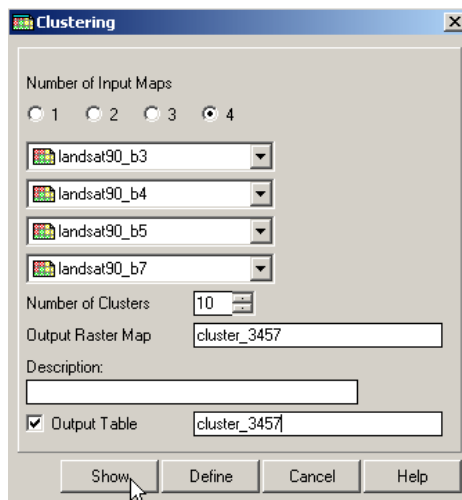 Clustering
Number of Input Maps
1 2 3 4
landsat90_b3
landsat90_b4
landsat90_b5
landsat90_b7
Number of Clusters 10
Output Raster Map cluster_3457
Description:
Output Table cluster_3457
Show Define Cancel Help